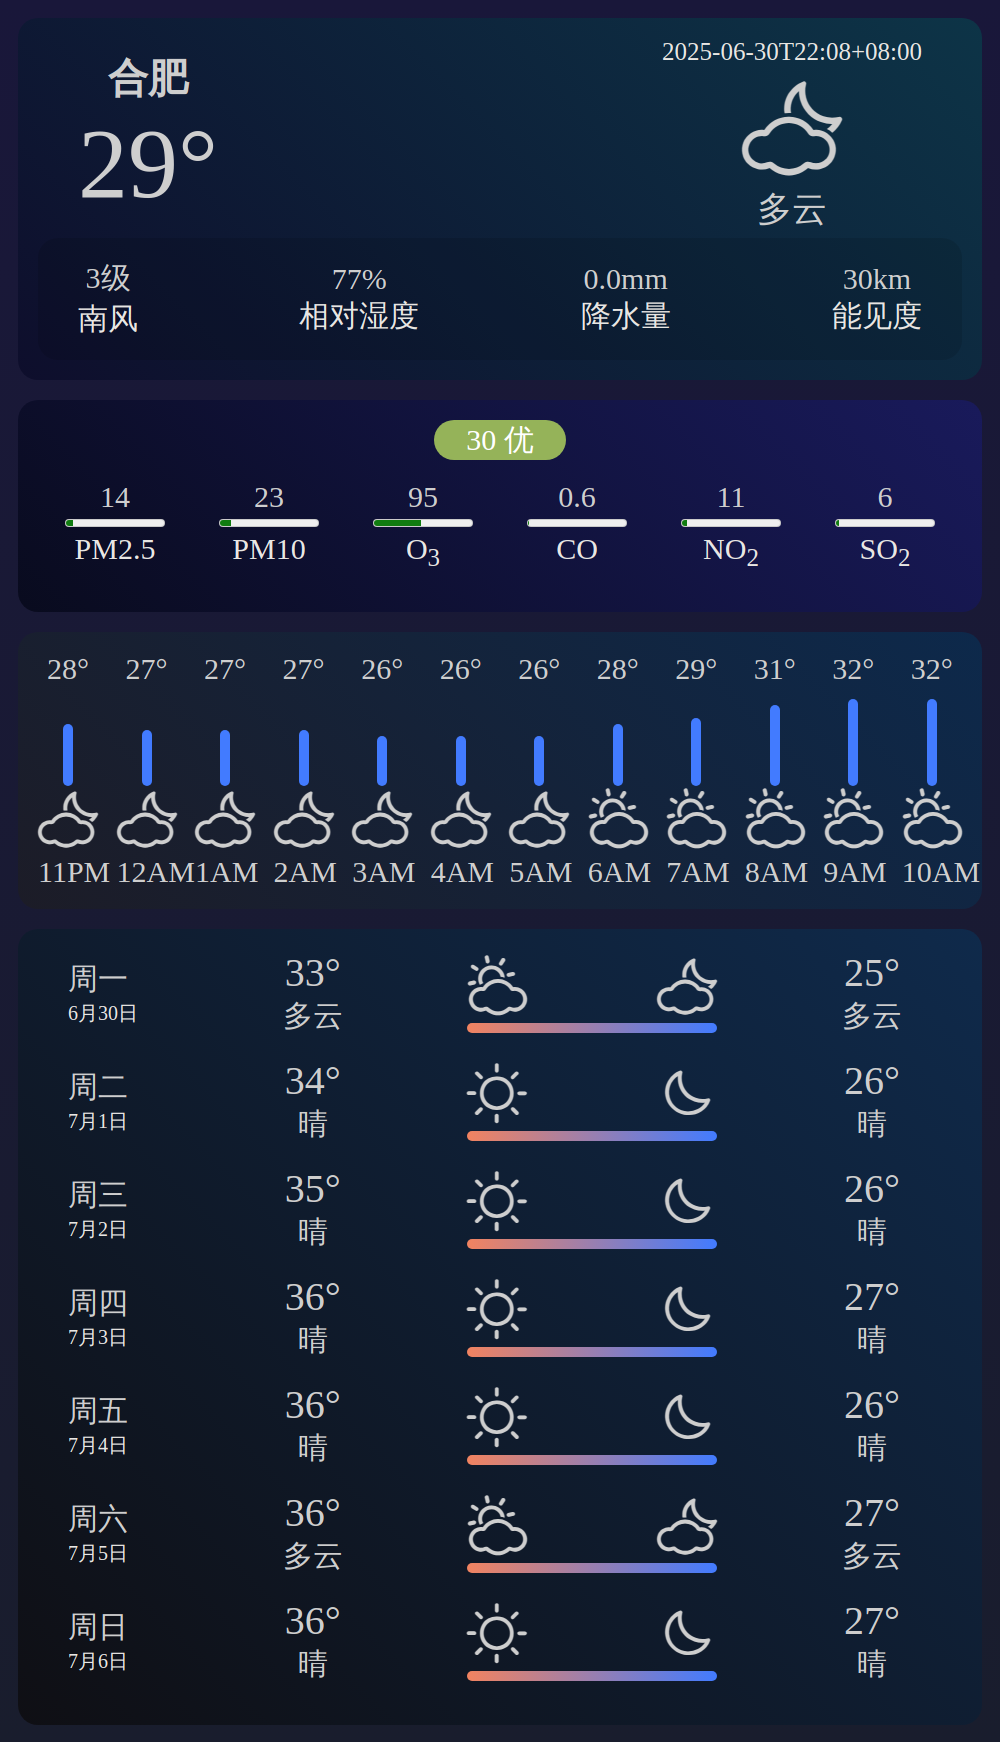 合肥
29°
2025-06-30T22:08+08:00
多云
3级 77% 0.0mm 30km
南风 相对湿度 降水量 能见度
30 优
14 23 95 0.6 11 6
PM2.5 PM10 O3 CO NO2 SO2
28° 27° 27° 27° 26° 26° 26° 28° 29° 31° 32° 32°
11PM 12AM 1AM 2AM 3AM 4AM 5AM 6AM 7AM 8AM 9AM 10AM
周一 33° 25°
6月30日 多云 多云
周二 34° 26°
7月1日 晴 晴
周三 35° 26°
7月2日 晴 晴
周四 36° 27°
7月3日 晴 晴
周五 36° 26°
7月4日 晴 晴
周六 36° 27°
7月5日 多云 多云
周日 36° 27°
7月6日 晴 晴